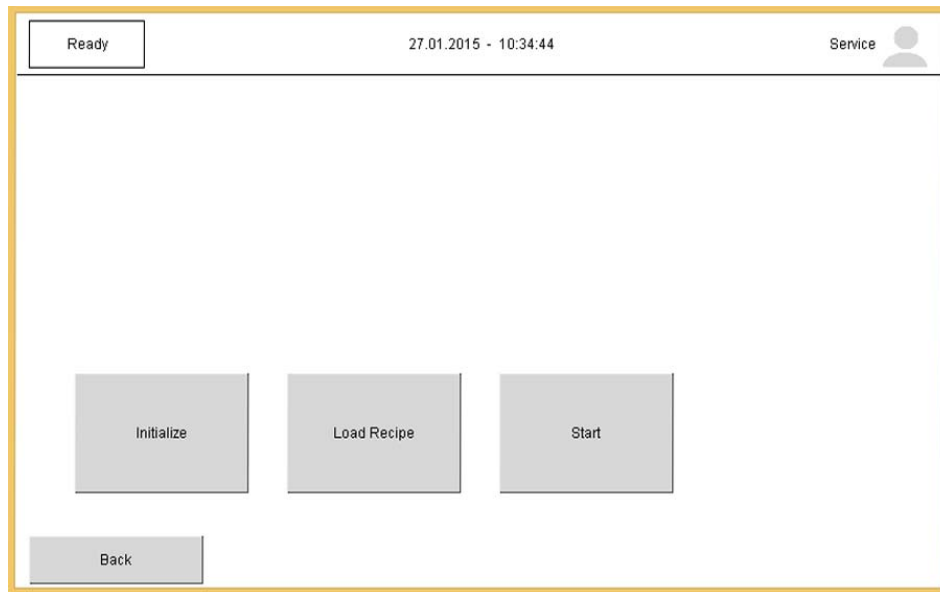 Ready
27.01.2015 - 10:34:44
Service
Initialize
Load Recipe
Start
Back